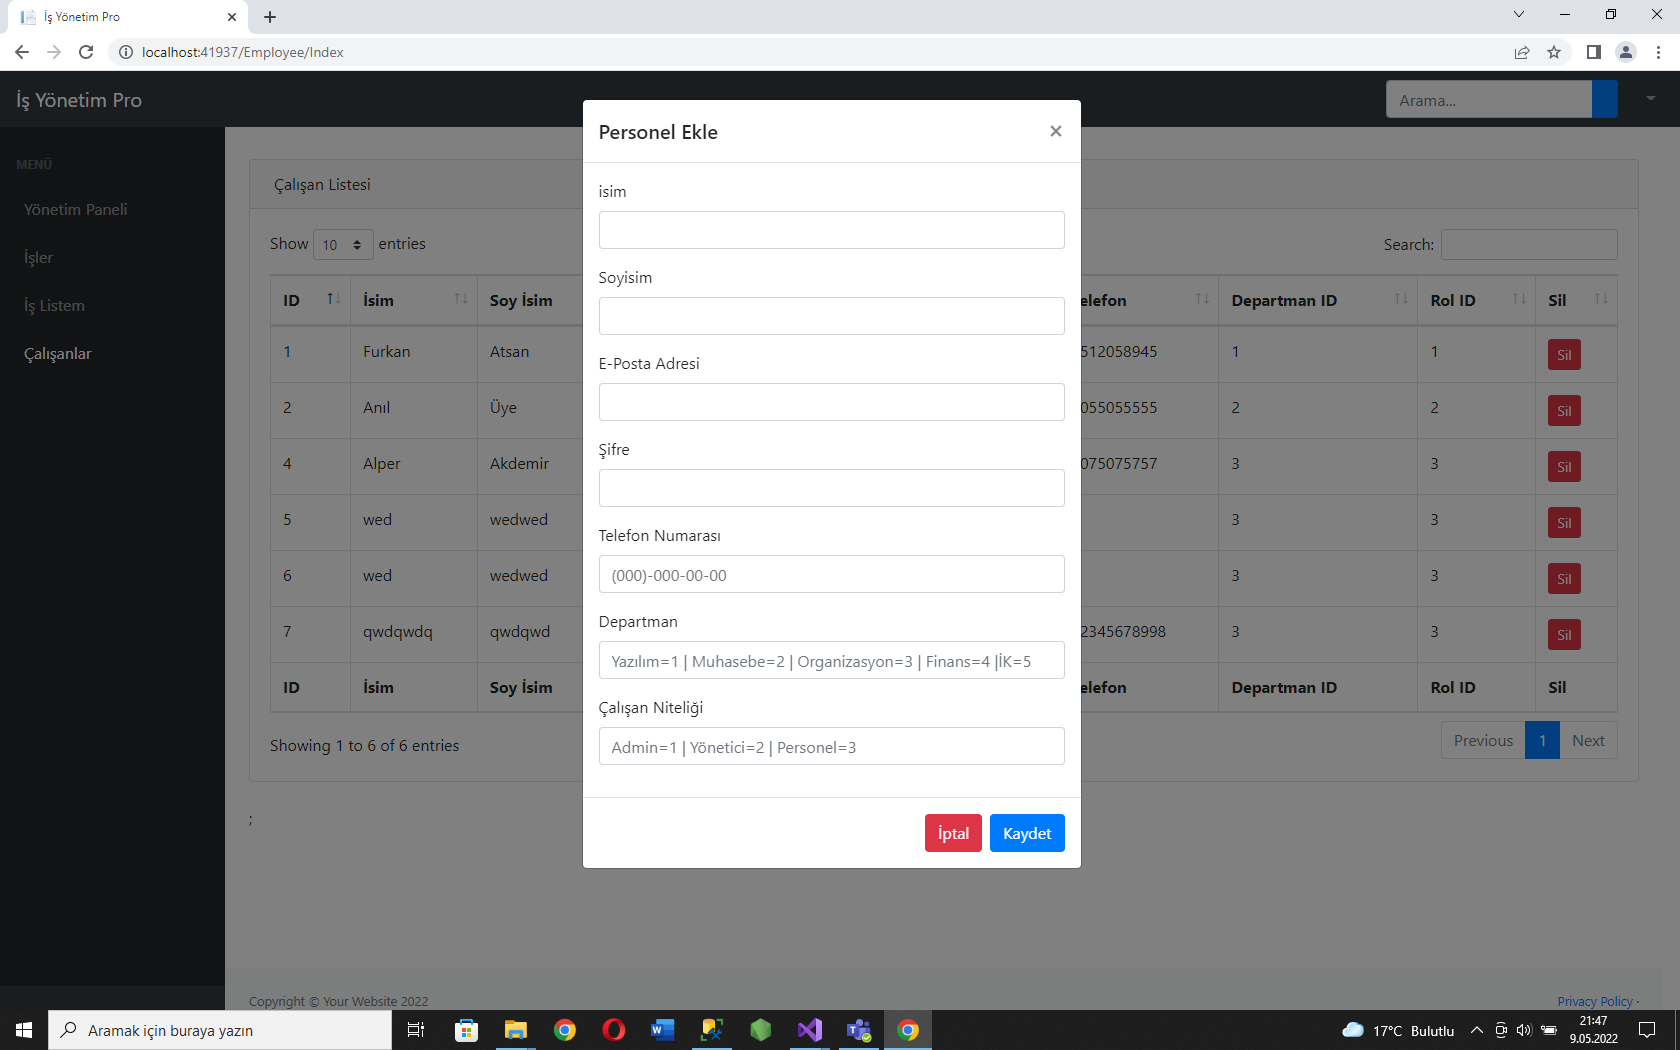 İş Yönetim Pro
localhost:41937/Employee/Index
İş Yönetim Pro
Arama...
MENÜ
Yönetim Paneli
İşler
İş Listem
Çalışanlar
Çalışan Listesi
Show 10 entries
Search:
ID İsim Soy İsim elefon Departman ID Rol ID Sil
1 Furkan Atsan 512058945 1 1 Sil
2 Anıl Üye 055055555 2 2 Sil
4 Alper Akdemir 075075757 3 3 Sil
5 wed wedwed 3 3 Sil
6 wed wedwed 3 3 Sil
7 qwdqwdq qwdqwd 2345678998 3 3 Sil
ID İsim Soy İsim elefon Departman ID Rol ID Sil
Showing 1 to 6 of 6 entries
Previous 1 Next
;
Personel Ekle
×
isim
Soyisim
E-Posta Adresi
Şifre
Telefon Numarası
(000)-000-00-00
Departman
Yazılım=1 | Muhasebe=2 | Organizasyon=3 | Finans=4 |İK=5
Çalışan Niteliği
Admin=1 | Yönetici=2 | Personel=3
İptal Kaydet
Copyright © Your Website 2022
Privacy Policy ·
Aramak için buraya yazın
17°C Bulutlu
21:47
9.05.2022